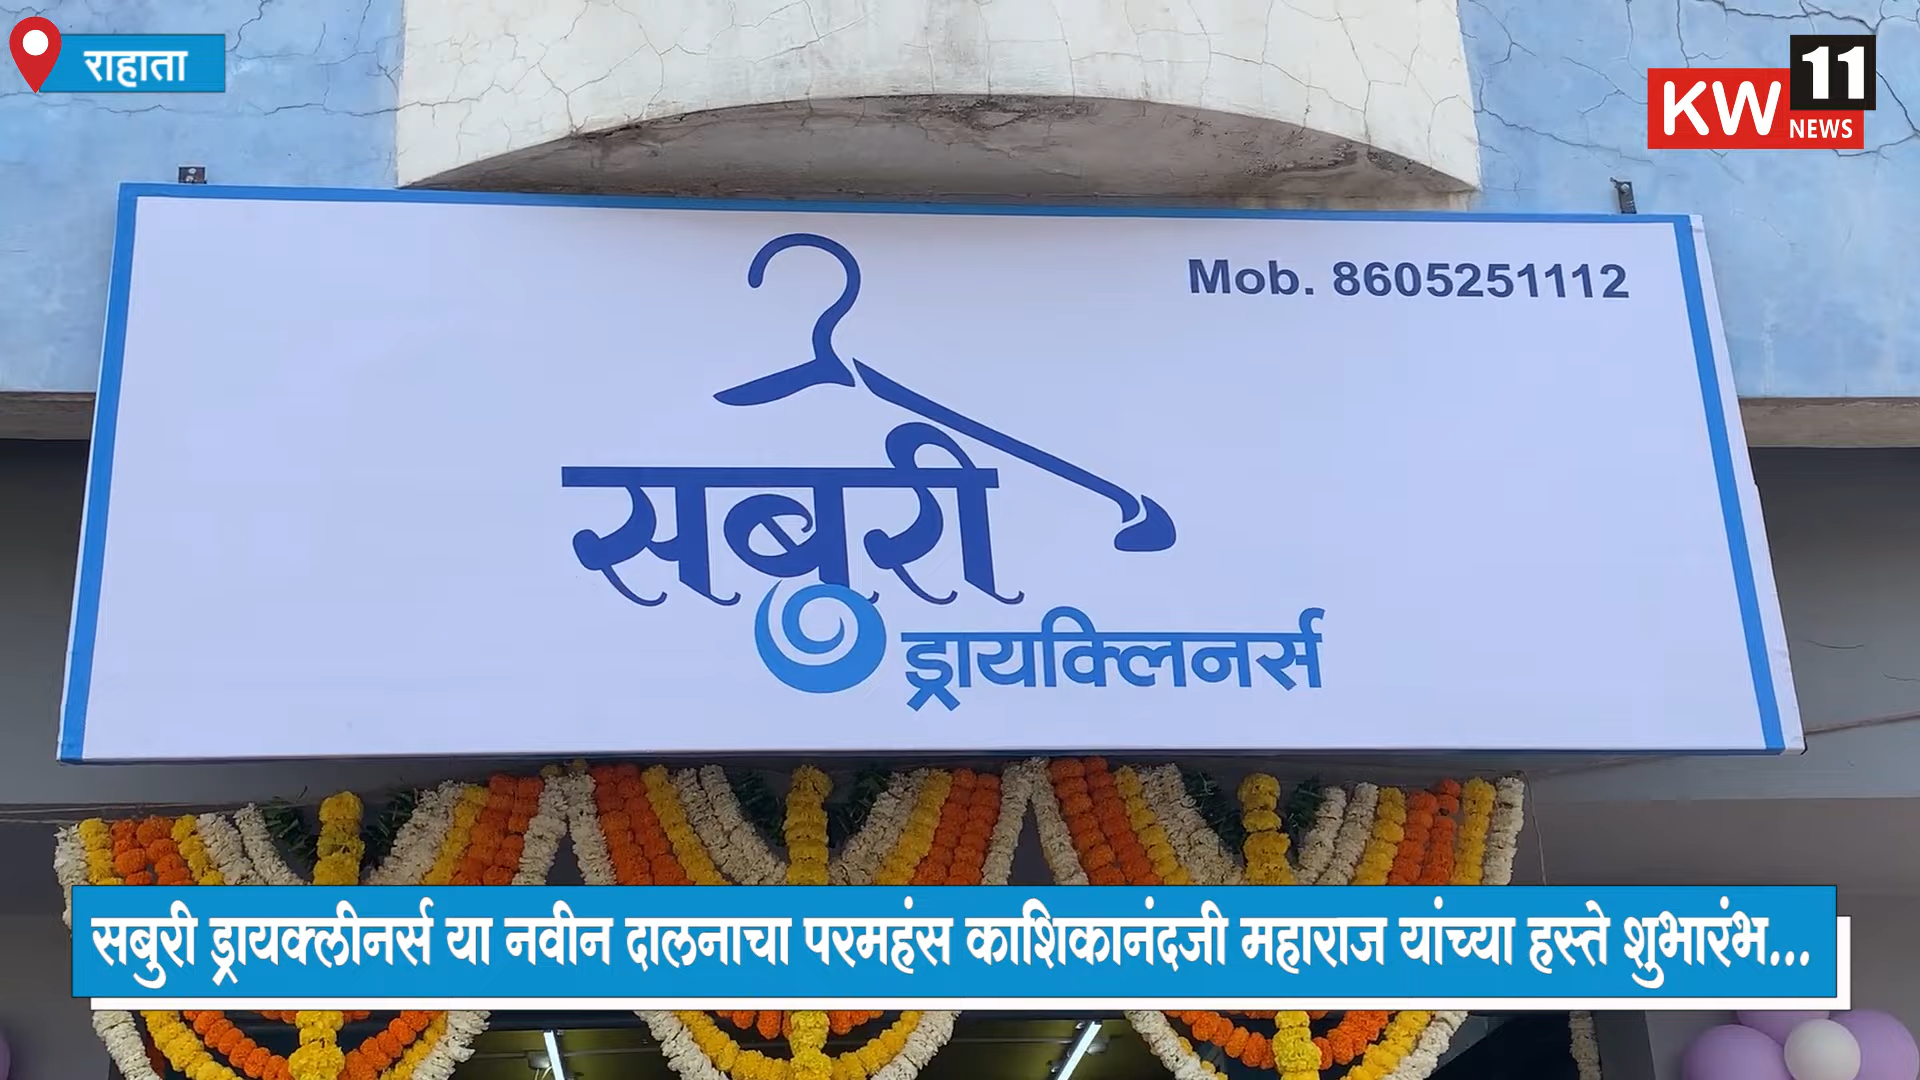 राहाता
KW 11
NEWS
Mob. 8605251112
सबुरी
ड्रायक्लिनर्स
सबुरी ड्रायक्लीनर्स या नवीन दालनाचा परमहंस काशिकानंदजी महाराज यांच्या हस्ते शुभारंभ...